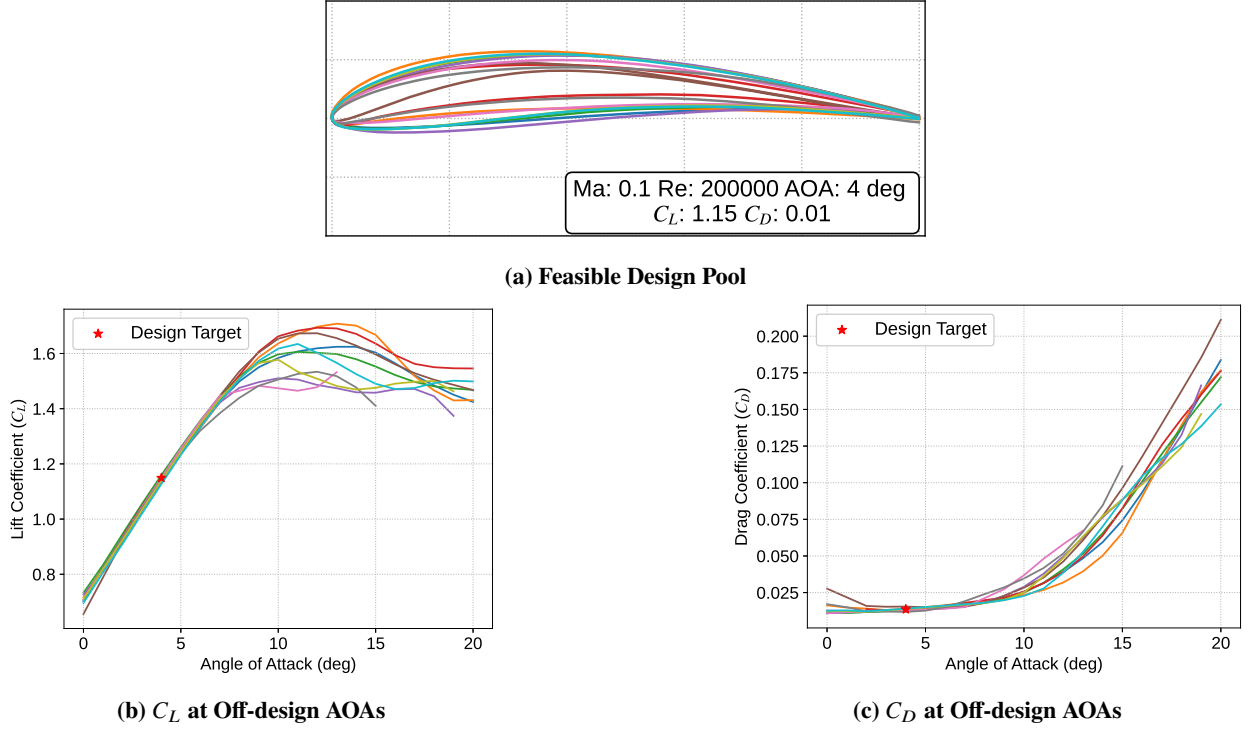 Ma: 0.1 Re: 200000 AOA: 4 deg
C_L: 1.15 C_D: 0.01
(a) Feasible Design Pool
Design Target
1.6
1.4
1.2
1.0
0.8
Lift Coefficient (C_L)
0 5 10 15 20
Angle of Attack (deg)
(b) C_L at Off-design AOAs
Design Target
0.200
0.175
0.150
0.125
0.100
0.075
0.050
0.025
Drag Coefficient (C_D)
0 5 10 15 20
Angle of Attack (deg)
(c) C_D at Off-design AOAs